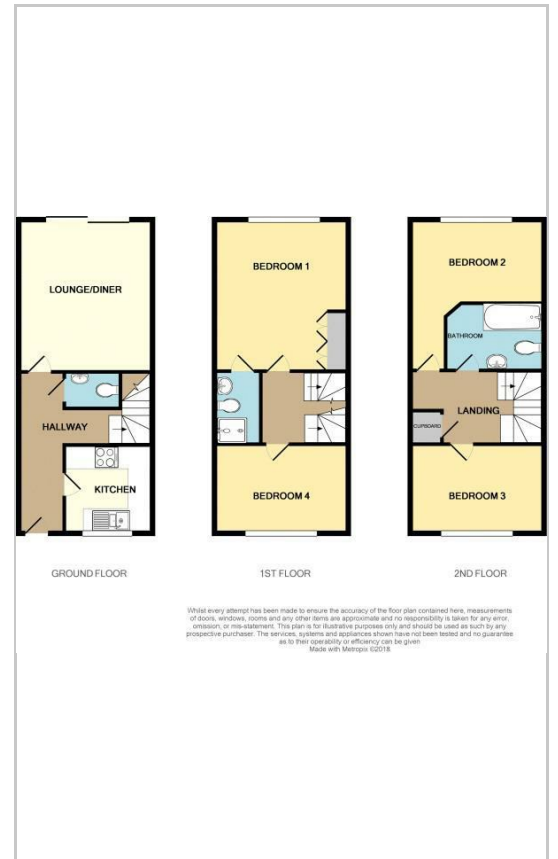 LOUNGE/DINER
HALLWAY
KITCHEN
GROUND FLOOR
BEDROOM 1
BEDROOM 4
1ST FLOOR
BEDROOM 2
BATHROOM
LANDING
CUPBOARD
BEDROOM 3
2ND FLOOR
Whilst every attempt has been made to ensure the accuracy of the floor plan contained here, measurements
of doors, windows, rooms and any other items are approximate and no responsibility is taken for any error,
omission, or mis-statement. This plan is for illustrative purposes only and should be used as such by any
prospective purchaser. The services, systems and appliances shown have not been tested and no guarantee
as to their operability or efficiency can be given
Made with Metropix ©2018